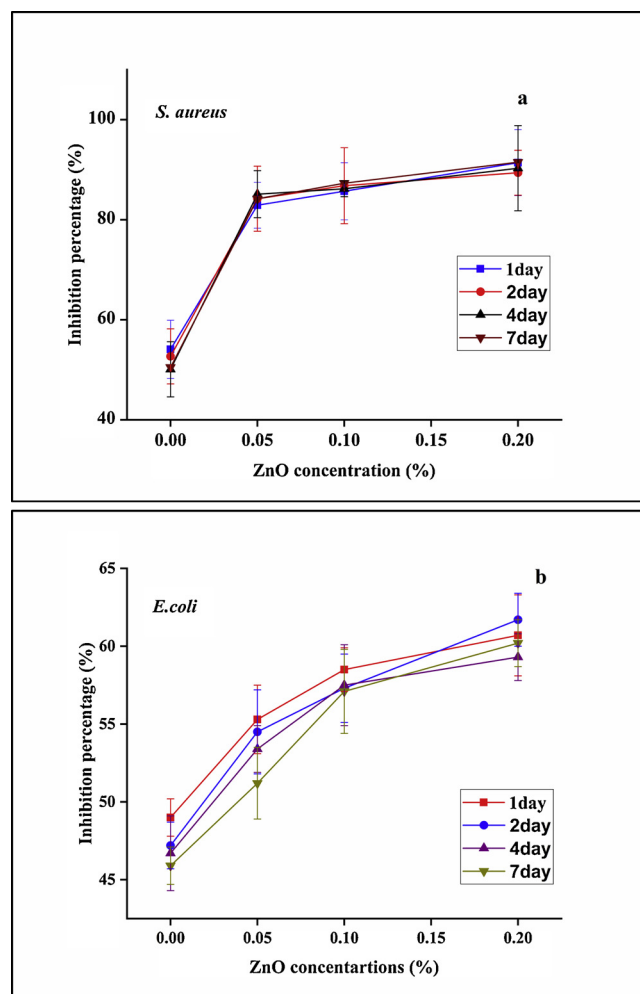 a
S. aureus
100
80
60
40
Inhibition percentage (%)
1day
2day
4day
7day
0.00 0.05 0.10 0.15 0.20
ZnO concentration (%)
b
E.coli
65
60
55
50
45
Inhibition percentage (%)
1day
2day
4day
7day
0.00 0.05 0.10 0.15 0.20
ZnO concentartions (%)